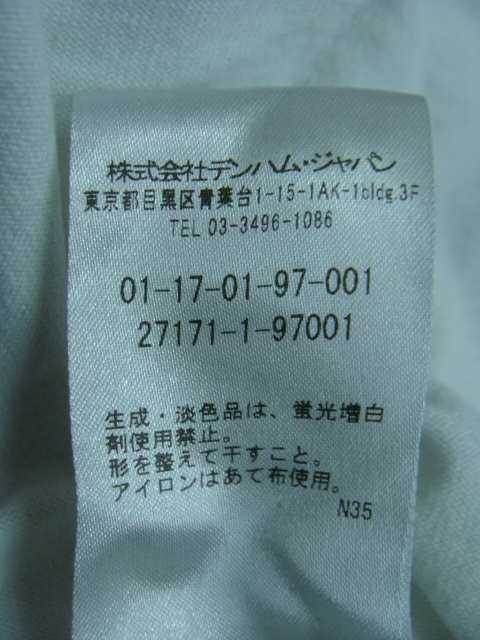 株式会社デンハム・ジャパン
東京都目黒区青葉台1-15-1AK-1bldg.3F
TEL 03-3496-1086
01-17-01-97-001
27171-1-97001
生成・淡色品は、蛍光増白
剤使用禁止。
形を整えて干すこと。
アイロンはあて布使用。
N35